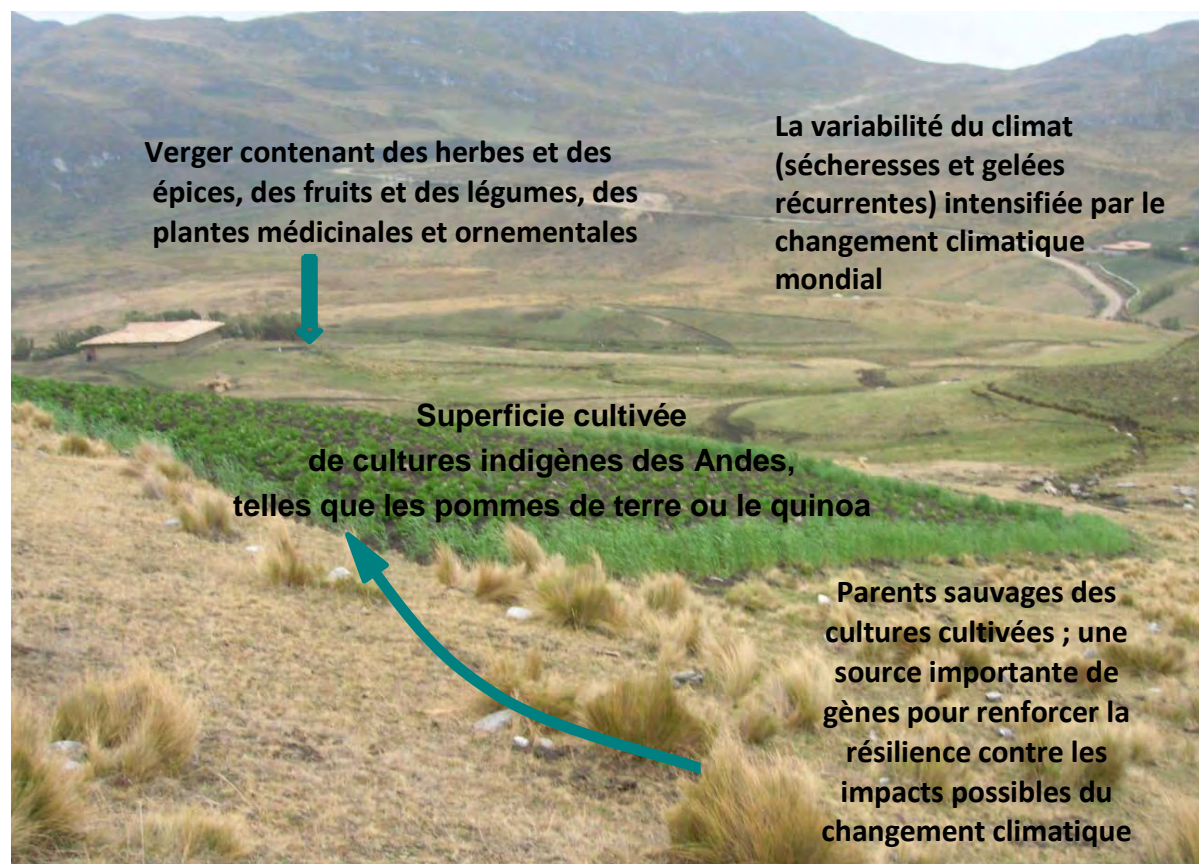 Verger contenant des herbes et des
épices, des fruits et des légumes, des
plantes médicinales et ornementales
La variabilité du climat
(sécheresses et gelées
récurrentes) intensifiée par le
changement climatique
mondial
Superficie cultivée
de cultures indigènes des Andes,
telles que les pommes de terre ou le quinoa
Parents sauvages des
cultures cultivées ; une
source importante de
gènes pour renforcer la
résilience contre les
impacts possibles du
changement climatique